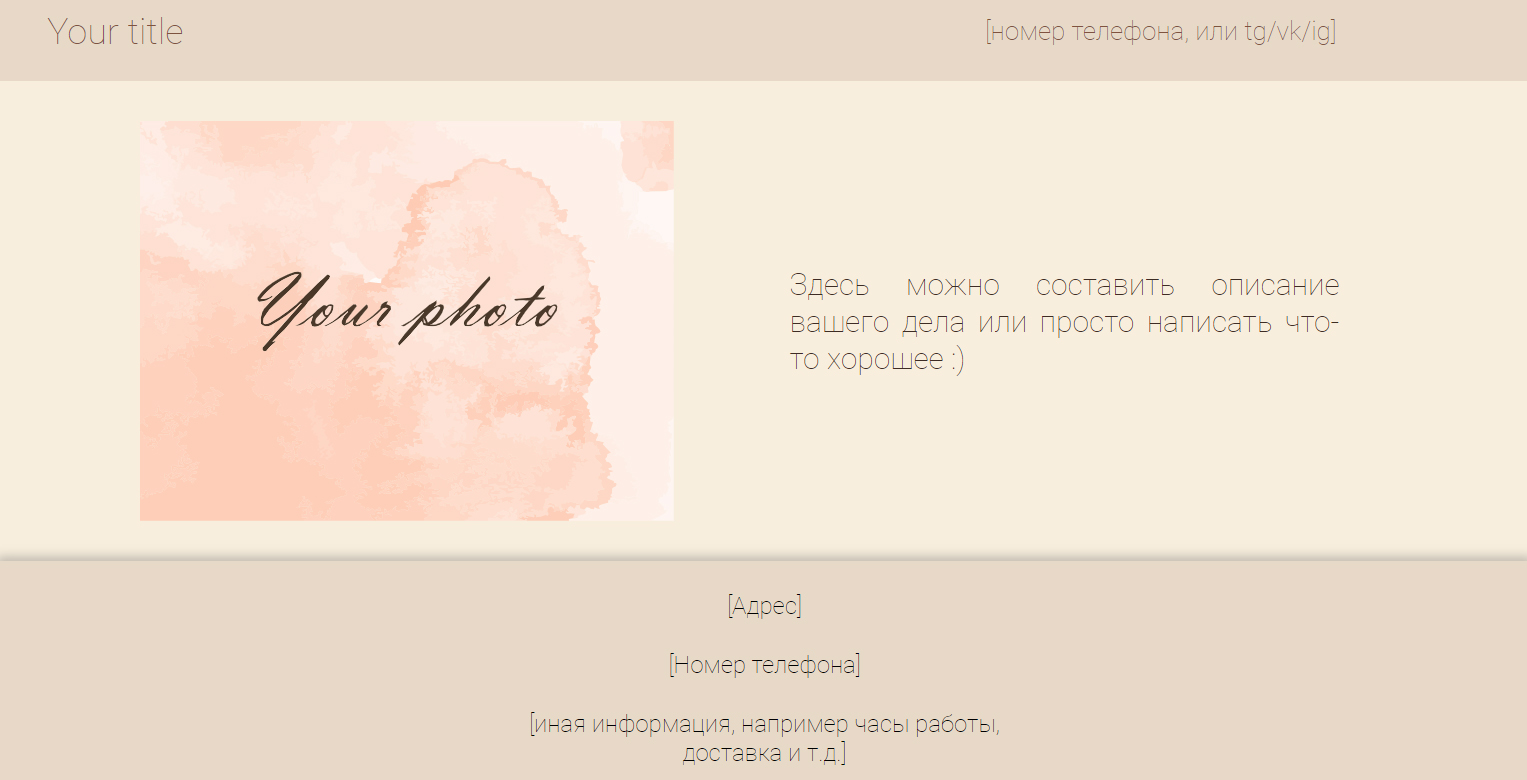 Your title
[номер телефона, или tg/vk/ig]
Your photo
Здесь можно составить описание
вашего дела или просто написать что-
то хорошее :)
[Адрес]
[Номер телефона]
[иная информация, например часы работы,
доставка и т.д.]